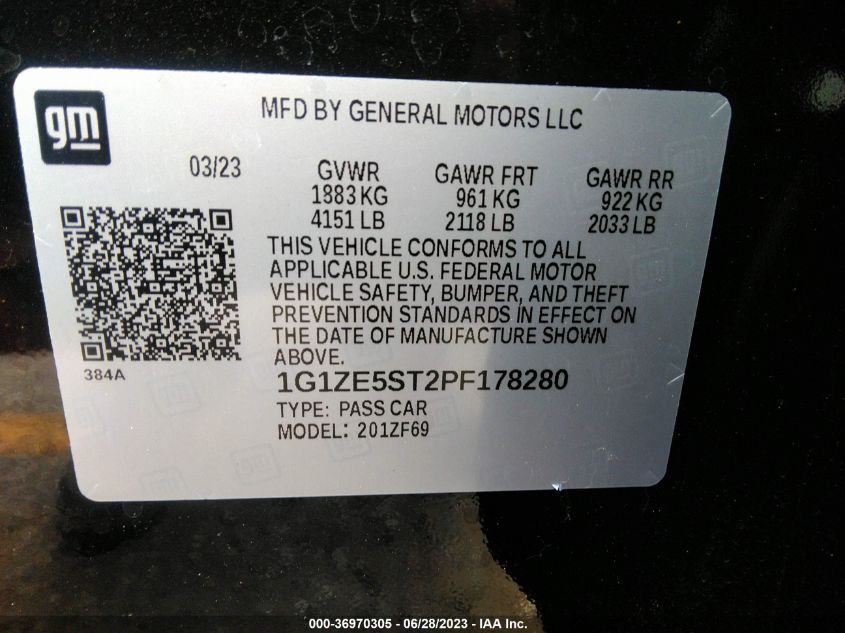 gm
MFD BY GENERAL MOTORS LLC
03/23
GVWR GAWR FRT GAWR RR
1883 KG 961 KG 922 KG
4151 LB 2118 LB 2033 LB
THIS VEHICLE CONFORMS TO ALL
APPLICABLE U.S. FEDERAL MOTOR
VEHICLE SAFETY, BUMPER, AND THEFT
PREVENTION STANDARDS IN EFFECT ON
THE DATE OF MANUFACTURE SHOWN
ABOVE.
384A
1G1ZE5ST2PF178280
TYPE: PASS CAR
MODEL: 201ZF69
000-36970305 - 06/28/2023 - IAA Inc.